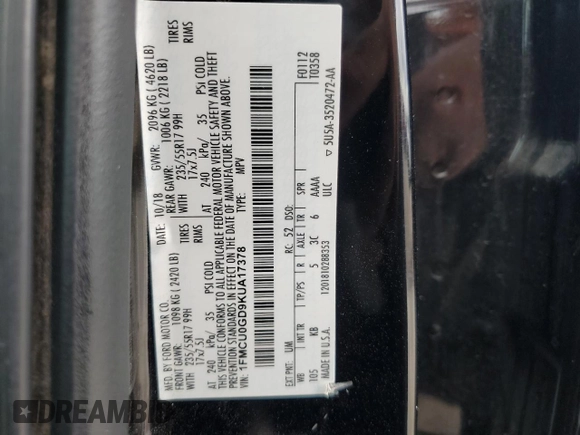 MFD. BY FORD MOTOR CO.
DATE: 10/18 GVWR: 2096 KG ( 4620 LB)
FRONT GAWR: 1098 KG ( 2420 LB) REAR GAWR: 1006 KG ( 2218 LB)
WITH 235/55R17 99H TIRES WITH 235/55R17 99H TIRES
17x7.5J RIMS 17x7.5J RIMS
AT 240 kPa/ 35 PSi COLD AT 240 kPa/ 35 PSi COLD
THIS VEHICLE CONFORMS TO ALL APPLICABLE FEDERAL MOTOR VEHICLE SAFETY AND THEFT
PREVENTION STANDARDS IN EFFECT ON THE DATE OF MANUFACTURE SHOWN ABOVE.
VIN: 1FMCU0GD9KUA17378 TYPE: MPV
F0112
T0358
EXT PNT: UM RC: 52 DSO:
WB INT TR TP/PS R AXLE TR SPR
105 KB 5 3C 6 AAAA
MADE IN U.S.A. 1201810288353 ULC
▽ 5U5A-3520472-AA
DREAMBID